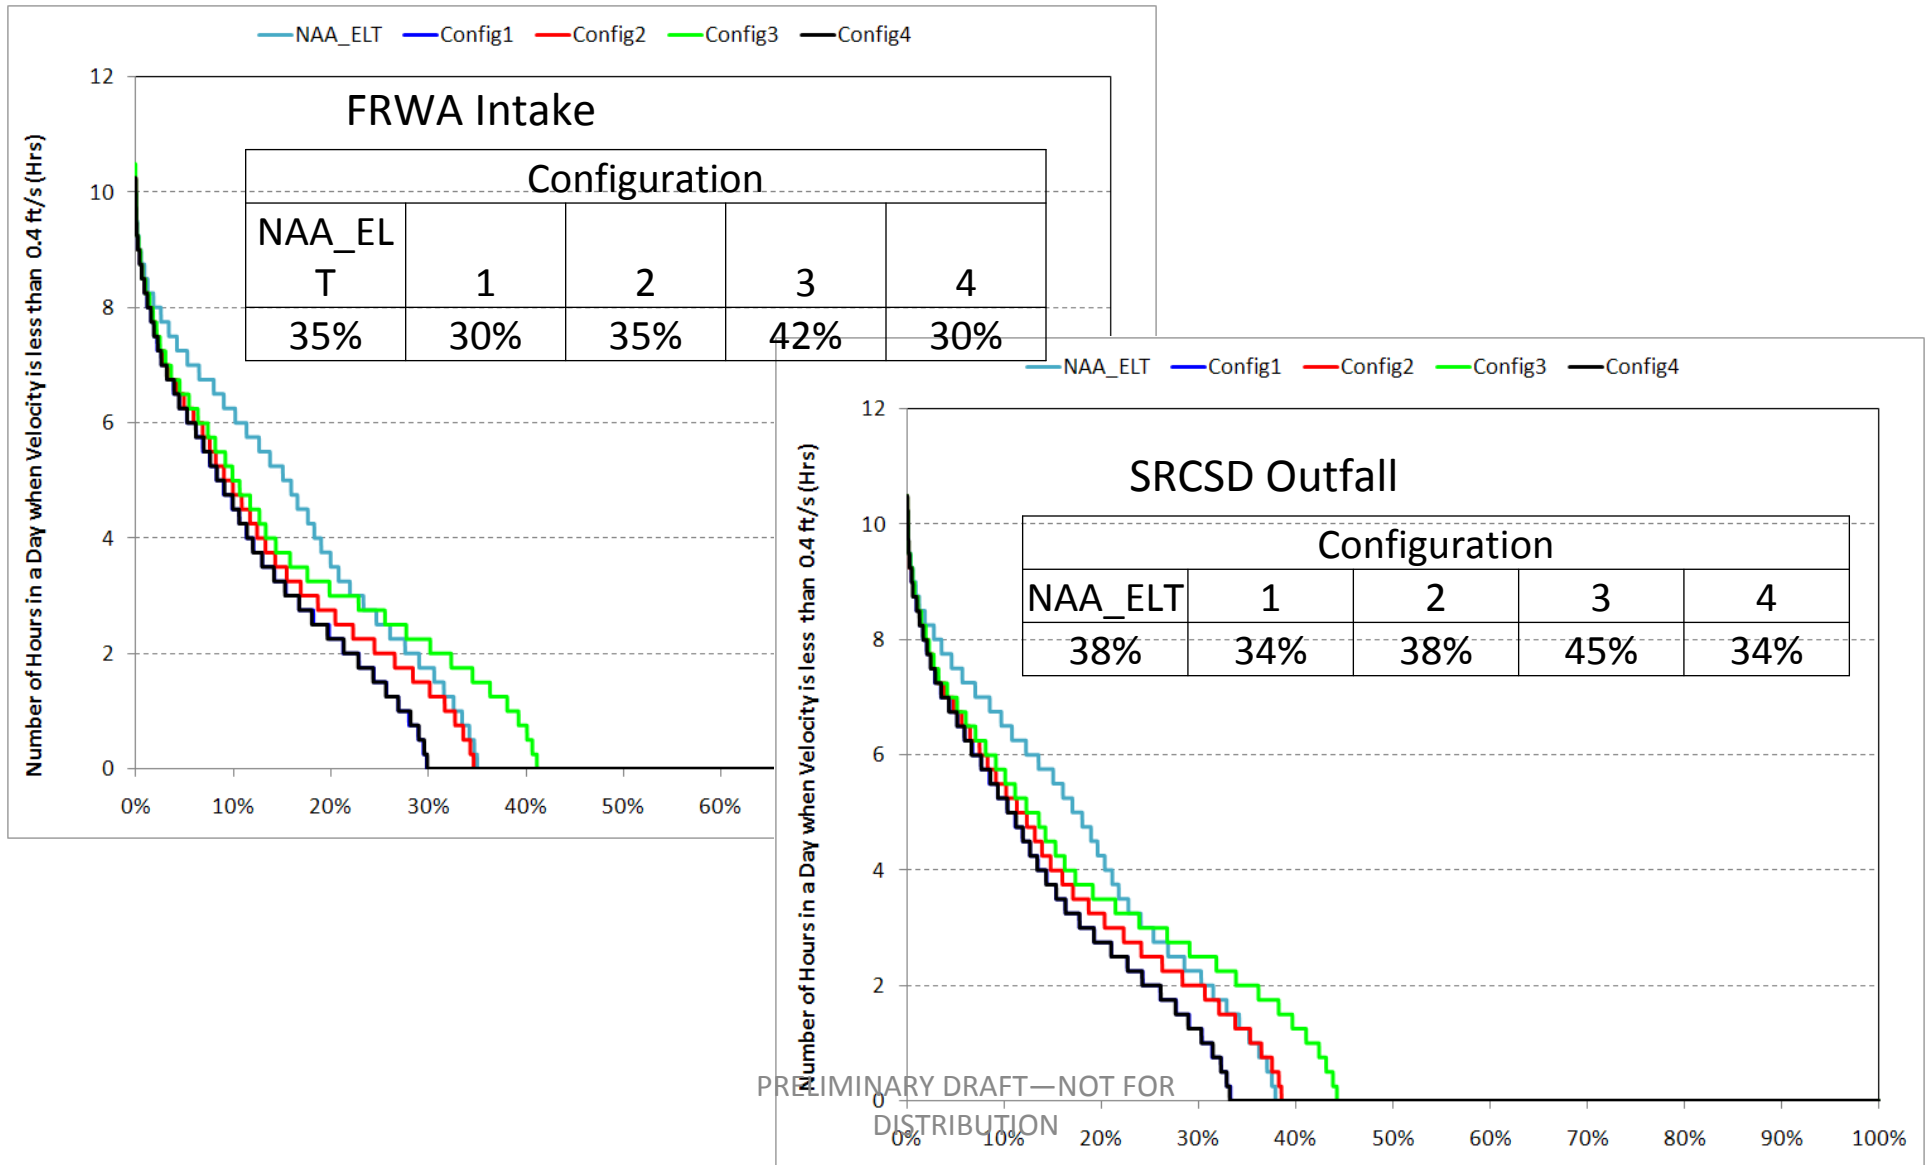 NAA_ELT Config1 Config2 Config3 Config4
Number of Hours in a Day when Velocity is less than 0.4 ft/s (Hrs)
12
10
8
6
4
2
0
FRWA Intake
Configuration
NAA_EL
T 1 2 3 4
35% 30% 35% 42% 30%
0% 10% 20% 30% 40% 50% 60%
NAA_ELT Config1 Config2 Config3 Config4
Number of Hours in a Day when Velocity is less than 0.4 ft/s (Hrs)
12
10
8
6
4
2
0
SRCSD Outfall
Configuration
NAA_ELT 1 2 3 4
38% 34% 38% 45% 34%
0% 10% 20% 30% 40% 50% 60% 70% 80% 90% 100%
PRELIMINARY DRAFT—NOT FOR
DISTRIBUTION